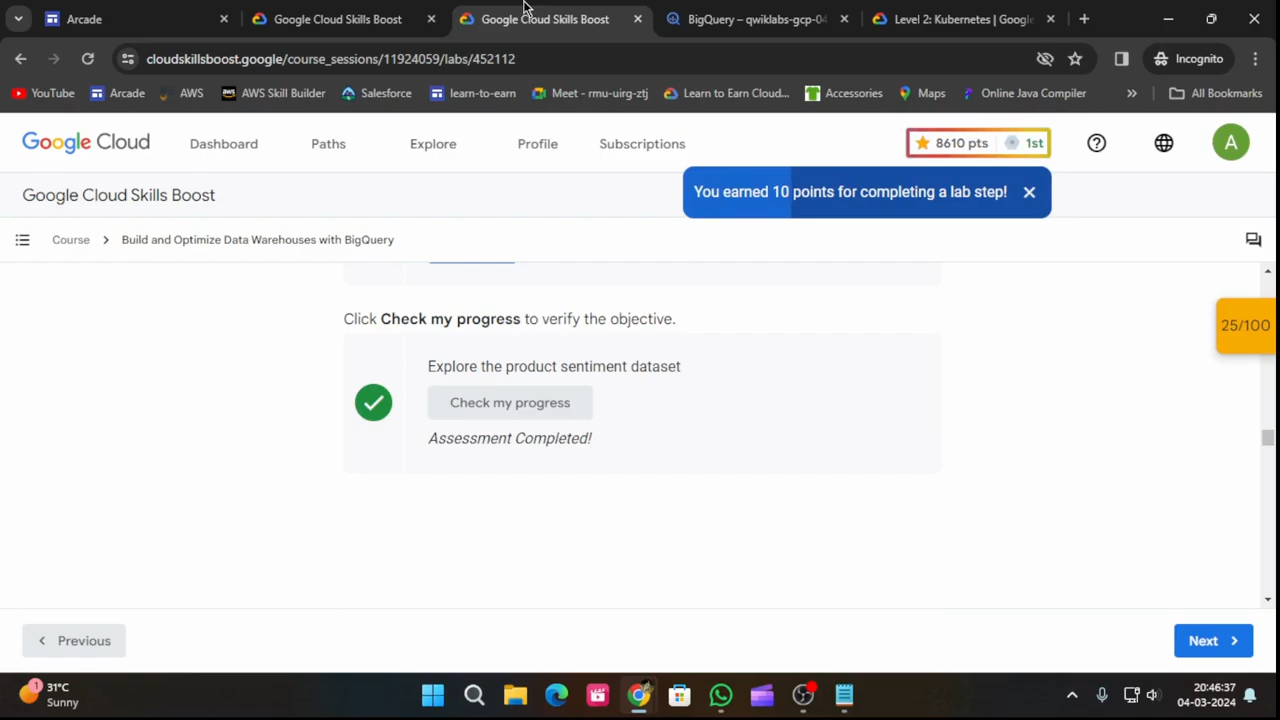 Arcade
Google Cloud Skills Boost
Google Cloud Skills Boost
BigQuery – qwiklabs-gcp-04
Level 2: Kubernetes | Google
cloudskillsboost.google/course_sessions/11924059/labs/452112
Incognito
YouTube
Arcade
AWS
AWS Skill Builder
Salesforce
learn-to-earn
Meet - rmu-uirg-ztj
Learn to Earn Cloud...
Accessories
Maps
Online Java Compiler
All Bookmarks
Google Cloud
Dashboard
Paths
Explore
Profile
Subscriptions
8610 pts
1st
A
Google Cloud Skills Boost
You earned 10 points for completing a lab step!
Course
Build and Optimize Data Warehouses with BigQuery
Click Check my progress to verify the objective.
25/100
Explore the product sentiment dataset
Check my progress
Assessment Completed!
Previous
Next
1
31°C
Sunny
20:46:37
04-03-2024